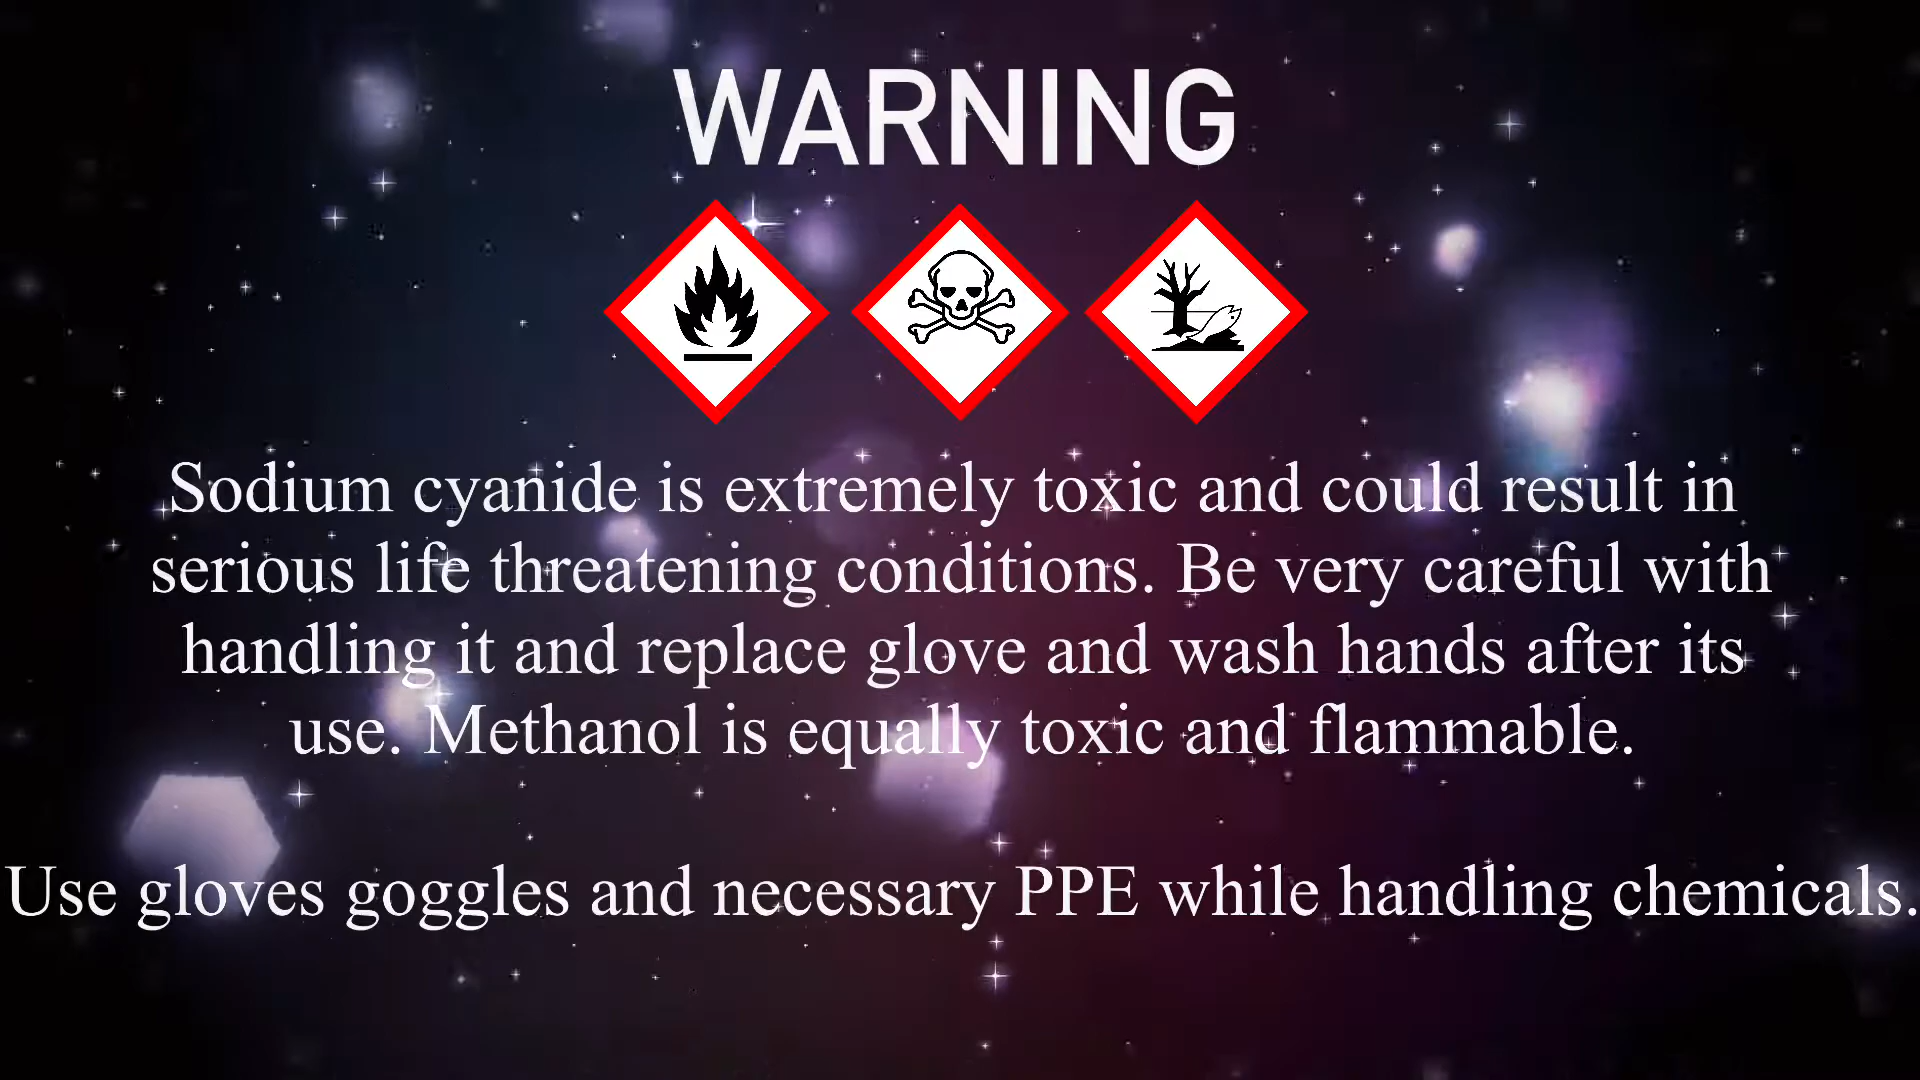 WARNING
Sodium cyanide is extremely toxic and could result in
serious life threatening conditions. Be very careful with
handling it and replace glove and wash hands after its
use. Methanol is equally toxic and flammable.
Use gloves goggles and necessary PPE while handling chemicals.